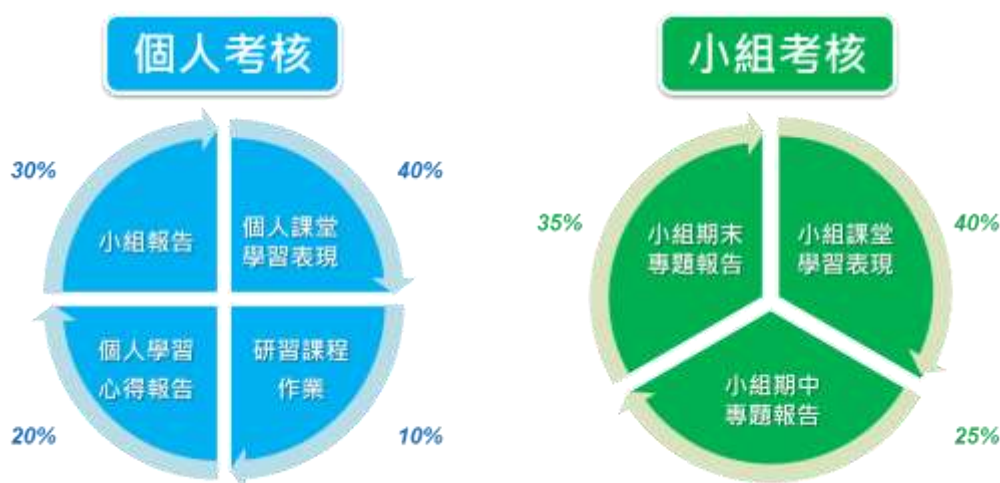 個人考核
30%
40%
小組報告
個人課堂
學習表現
個人學習
心得報告
研習課程
作業
20%
10%
小組考核
35%
40%
小組期末
專題報告
小組課堂
學習表現
小組期中
專題報告
25%